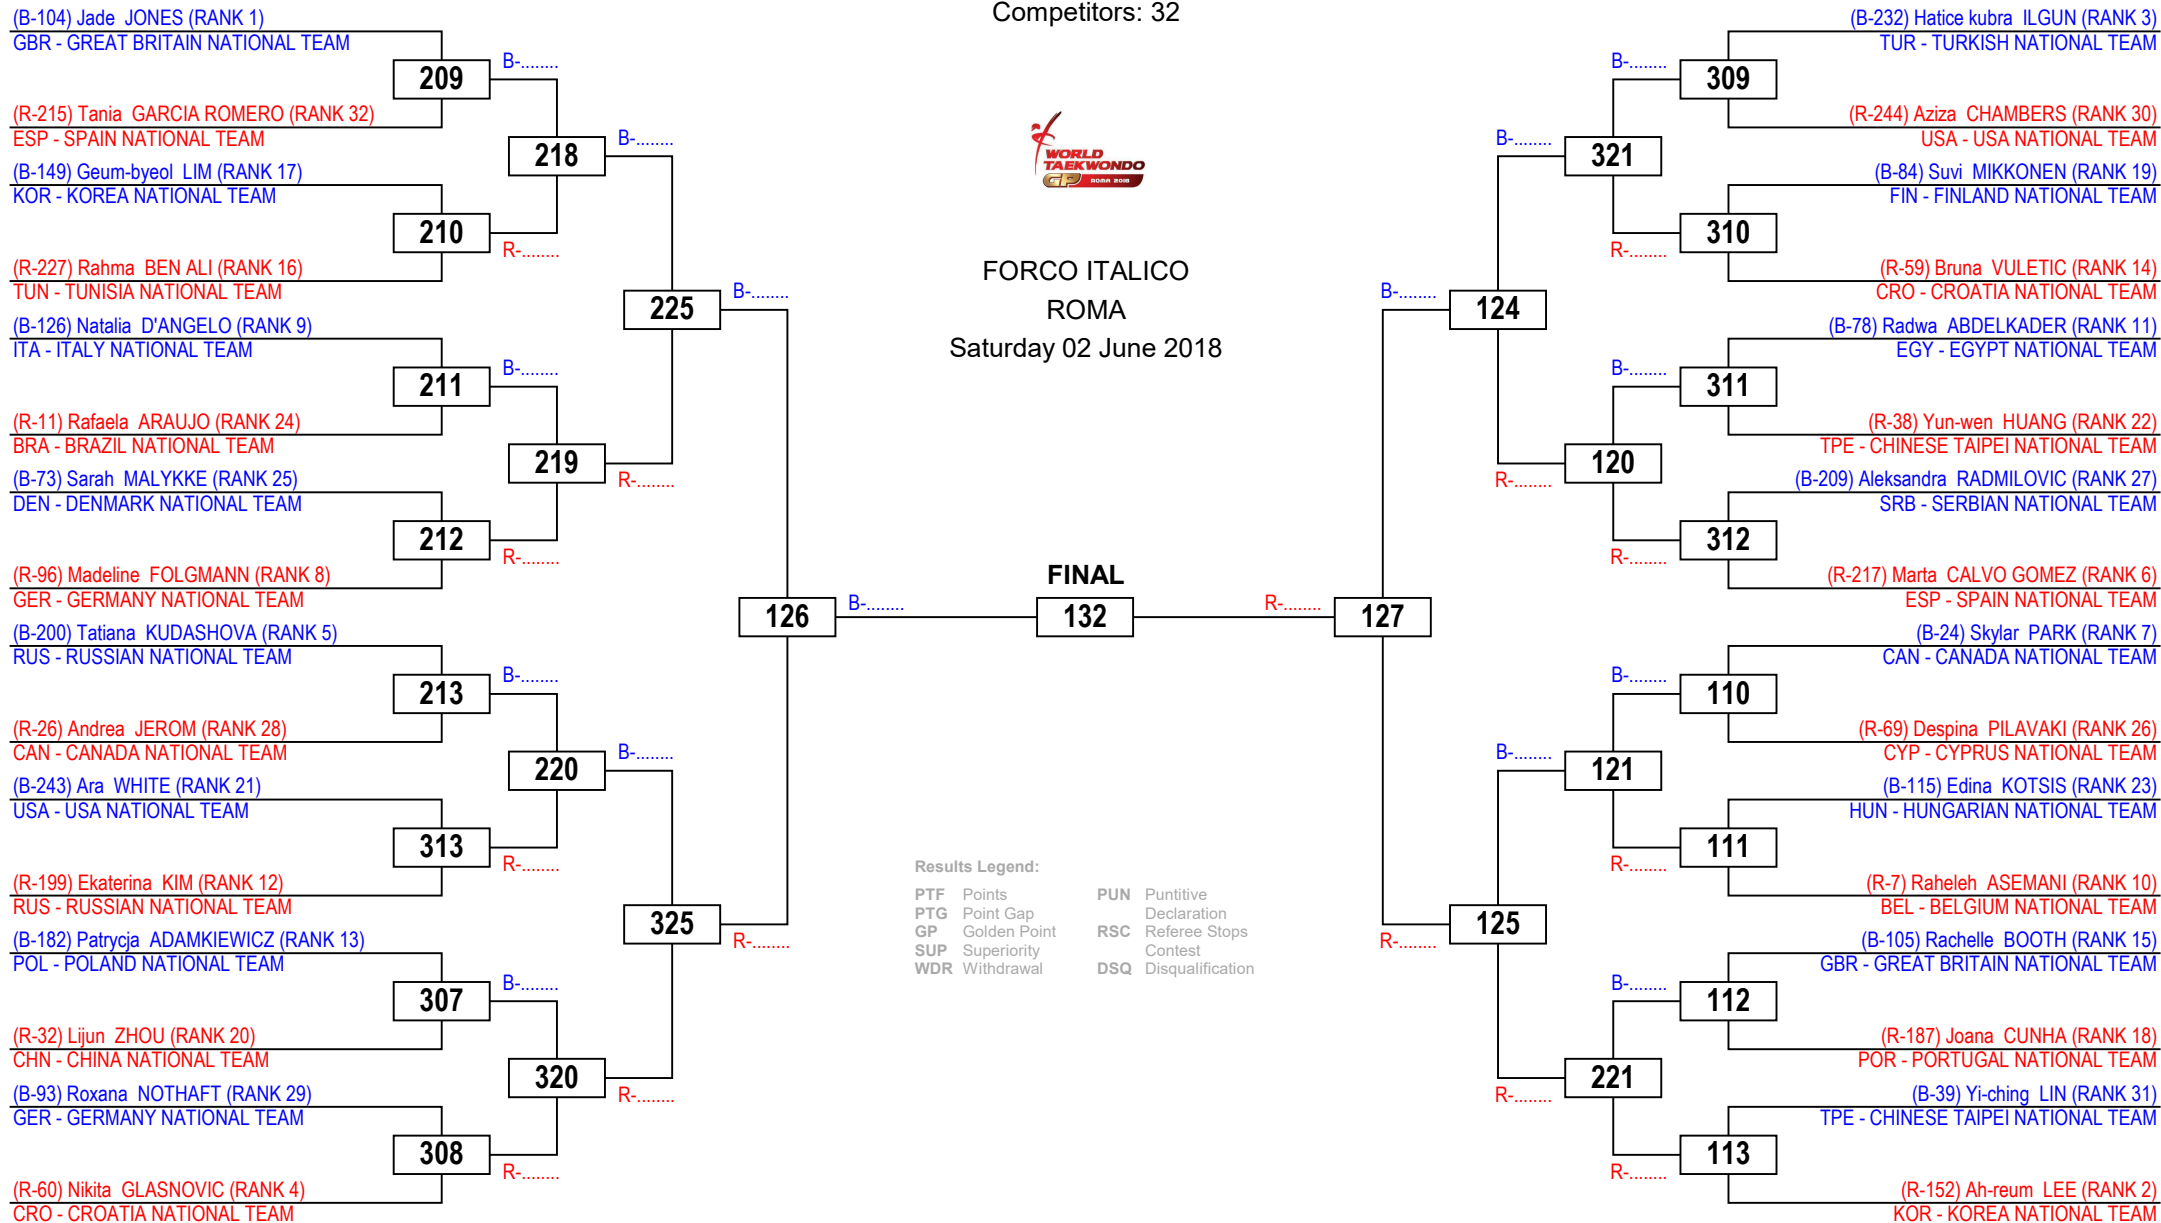 Competitors: 32
WORLD
TAEKWONDO
GP ROMA 2018
FORCO ITALICO
ROMA
Saturday 02 June 2018
(B-104) Jade JONES (RANK 1)
GBR - GREAT BRITAIN NATIONAL TEAM
209
B-........
(R-215) Tania GARCIA ROMERO (RANK 32)
ESP - SPAIN NATIONAL TEAM
218
B-........
(B-149) Geum-byeol LIM (RANK 17)
KOR - KOREA NATIONAL TEAM
210
R-........
(R-227) Rahma BEN ALI (RANK 16)
TUN - TUNISIA NATIONAL TEAM
225
B-........
(B-126) Natalia D'ANGELO (RANK 9)
ITA - ITALY NATIONAL TEAM
211
B-........
(R-11) Rafaela ARAUJO (RANK 24)
BRA - BRAZIL NATIONAL TEAM
219
R-........
(B-73) Sarah MALYKKE (RANK 25)
DEN - DENMARK NATIONAL TEAM
212
R-........
(R-96) Madeline FOLGMANN (RANK 8)
GER - GERMANY NATIONAL TEAM
126
B-........
(B-200) Tatiana KUDASHOVA (RANK 5)
RUS - RUSSIAN NATIONAL TEAM
213
B-........
(R-26) Andrea JEROM (RANK 28)
CAN - CANADA NATIONAL TEAM
220
B-........
(B-243) Ara WHITE (RANK 21)
USA - USA NATIONAL TEAM
313
R-........
(R-199) Ekaterina KIM (RANK 12)
RUS - RUSSIAN NATIONAL TEAM
325
R-........
(B-182) Patrycja ADAMKIEWICZ (RANK 13)
POL - POLAND NATIONAL TEAM
307
B-........
(R-32) Lijun ZHOU (RANK 20)
CHN - CHINA NATIONAL TEAM
320
R-........
(B-93) Roxana NOTHAFT (RANK 29)
GER - GERMANY NATIONAL TEAM
308
R-........
(R-60) Nikita GLASNOVIC (RANK 4)
CRO - CROATIA NATIONAL TEAM
FINAL
132
Results Legend:
PTF Points
PTG Point Gap
GP Golden Point
SUP Superiority
WDR Withdrawal
PUN Puntitive
Declaration
RSC Referee Stops
Contest
DSQ Disqualification
(B-232) Hatice kubra ILGUN (RANK 3)
TUR - TURKISH NATIONAL TEAM
B-........
309
(R-244) Aziza CHAMBERS (RANK 30)
USA - USA NATIONAL TEAM
B-........
321
(B-84) Suvi MIKKONEN (RANK 19)
FIN - FINLAND NATIONAL TEAM
310
R-........
(R-59) Bruna VULETIC (RANK 14)
CRO - CROATIA NATIONAL TEAM
B-........
124
(B-78) Radwa ABDELKADER (RANK 11)
EGY - EGYPT NATIONAL TEAM
B-........
311
(R-38) Yun-wen HUANG (RANK 22)
TPE - CHINESE TAIPEI NATIONAL TEAM
120
R-........
(B-209) Aleksandra RADMILOVIC (RANK 27)
SRB - SERBIAN NATIONAL TEAM
312
R-........
(R-217) Marta CALVO GOMEZ (RANK 6)
ESP - SPAIN NATIONAL TEAM
R-........
127
(B-24) Skylar PARK (RANK 7)
CAN - CANADA NATIONAL TEAM
B-........
110
(R-69) Despina PILAVAKI (RANK 26)
CYP - CYPRUS NATIONAL TEAM
B-........
121
(B-115) Edina KOTSIS (RANK 23)
HUN - HUNGARIAN NATIONAL TEAM
111
R-........
(R-7) Raheleh ASEMANI (RANK 10)
BEL - BELGIUM NATIONAL TEAM
125
R-........
(B-105) Rachelle BOOTH (RANK 15)
GBR - GREAT BRITAIN NATIONAL TEAM
B-........
112
(R-187) Joana CUNHA (RANK 18)
POR - PORTUGAL NATIONAL TEAM
221
R-........
(B-39) Yi-ching LIN (RANK 31)
TPE - CHINESE TAIPEI NATIONAL TEAM
113
R-........
(R-152) Ah-reum LEE (RANK 2)
KOR - KOREA NATIONAL TEAM